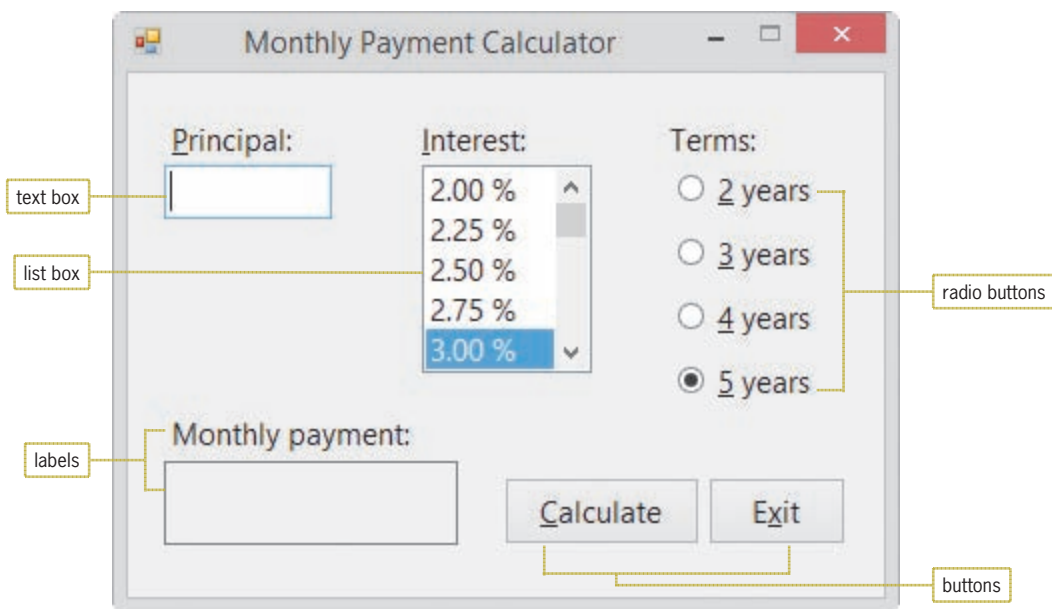 Monthly Payment Calculator
Principal:
Interest:
Terms:
text box
2.00 %
2.25 %
2.50 %
2.75 %
3.00 %
list box
2 years
3 years
4 years
5 years
radio buttons
Monthly payment:
labels
Calculate
Exit
buttons